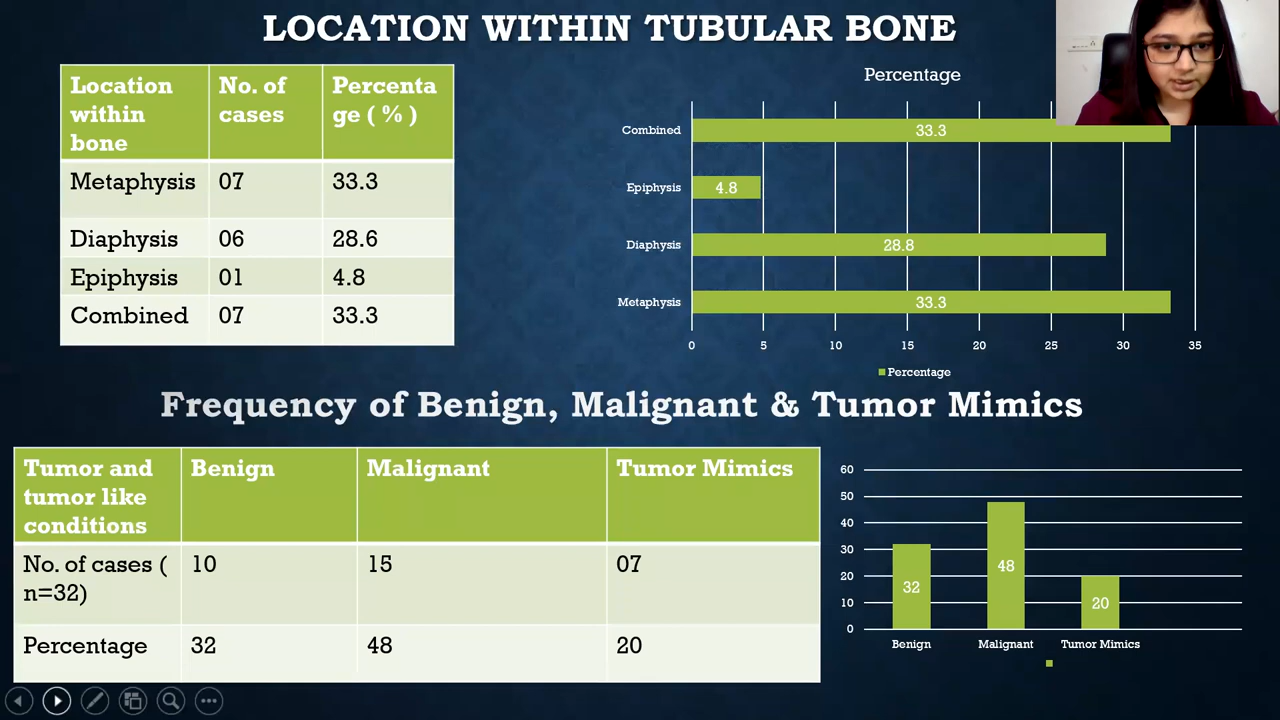 LOCATION WITHIN TUBULAR BONE
Location within bone No. of cases Percenta ge ( % )
Metaphysis 07 33.3
Diaphysis 06 28.6
Epiphysis 01 4.8
Combined 07 33.3
Percentage
Combined 33.3
Epiphysis 4.8
Diaphysis 28.8
Metaphysis 33.3
0 5 10 15 20 25 30 35
Percentage
Frequency of Benign, Malignant & Tumor Mimics
Tumor and tumor like conditions Benign Malignant Tumor Mimics
No. of cases ( n=32) 10 15 07
Percentage 32 48 20
60
50
40
30
20
10
0
32 48 20
Benign Malignant Tumor Mimics